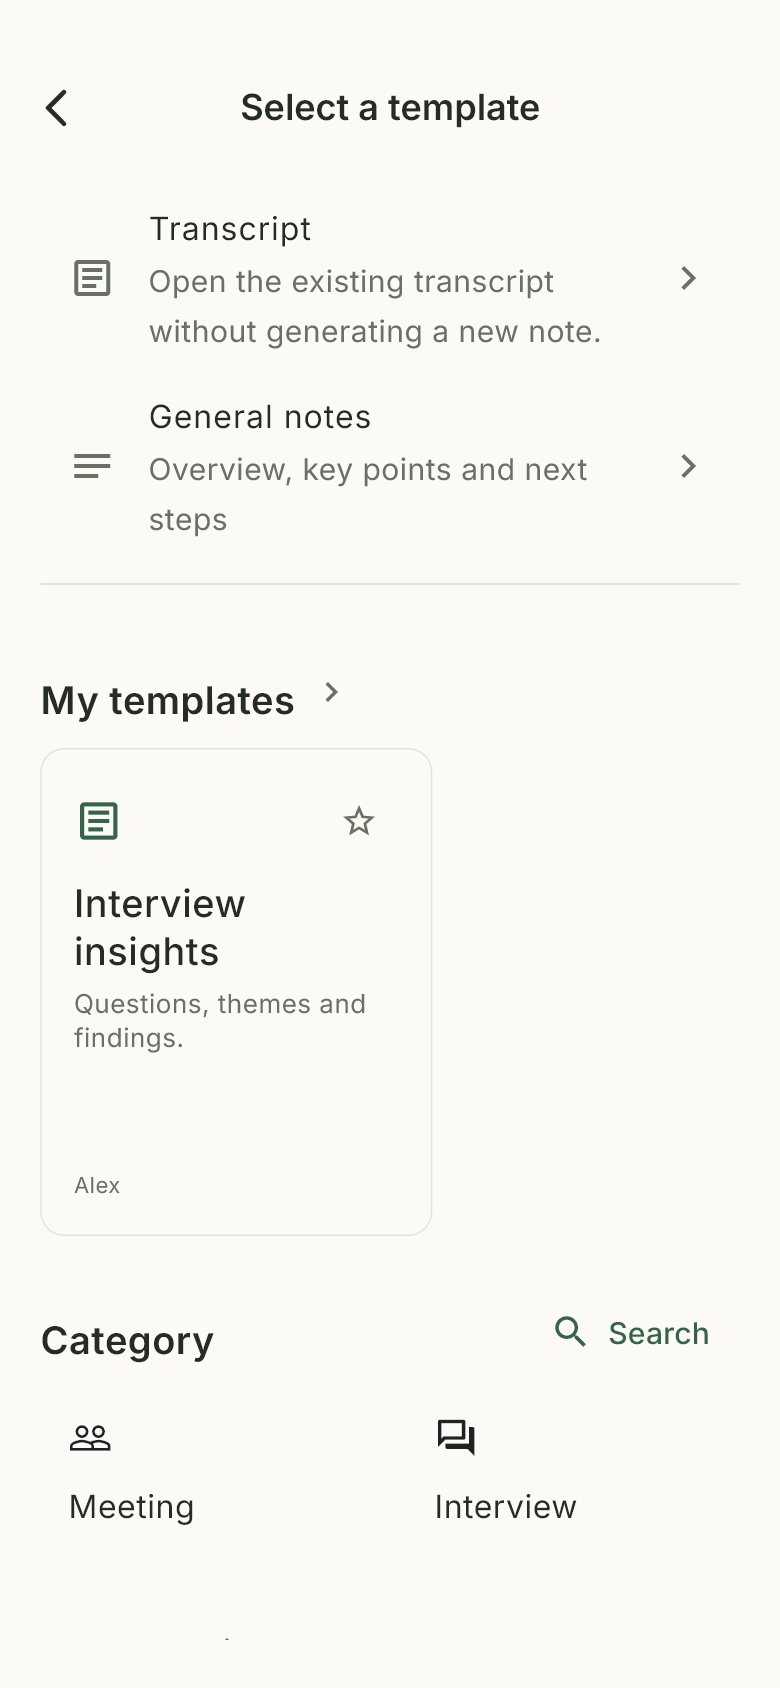 Select a template
Transcript
Open the existing transcript
without generating a new note.
General notes
Overview, key points and next
steps
My templates
Interview
insights
Questions, themes and
findings.
Alex
Category
Search
Meeting
Interview